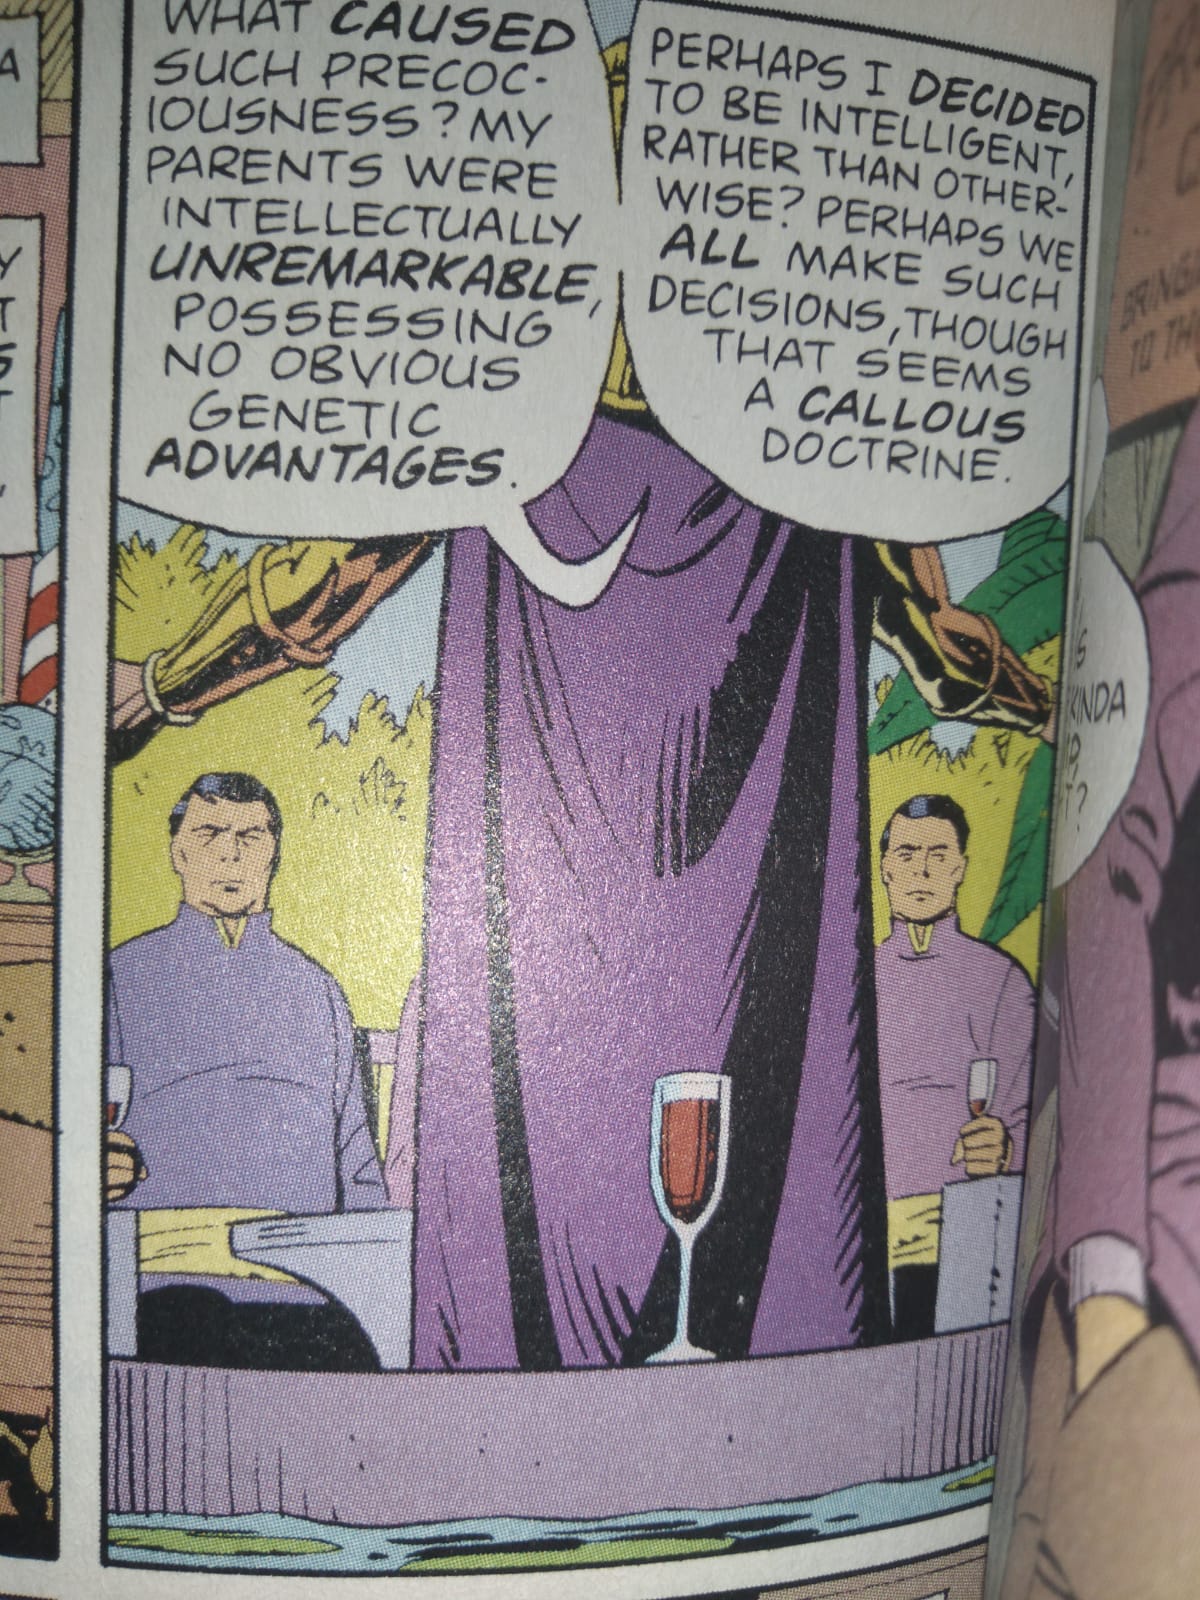 WHAT CAUSED
SUCH PRECOC-
IOUSNESS? MY
PARENTS WERE
INTELLECTUALLY
UNREMARKABLE,
POSSESSING
NO OBVIOUS
GENETIC
ADVANTAGES.
PERHAPS I DECIDED
TO BE INTELLIGENT,
RATHER THAN OTHER-
WISE? PERHAPS WE
ALL MAKE SUCH
DECISIONS, THOUGH
THAT SEEMS
A CALLOUS
DOCTRINE.
KINDA